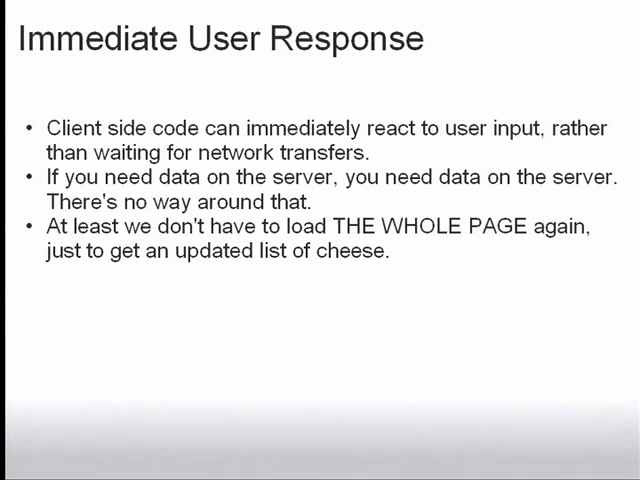 Immediate User Response
• Client side code can immediately react to user input, rather
than waiting for network transfers.
• If you need data on the server, you need data on the server.
There's no way around that.
• At least we don't have to load THE WHOLE PAGE again,
just to get an updated list of cheese.